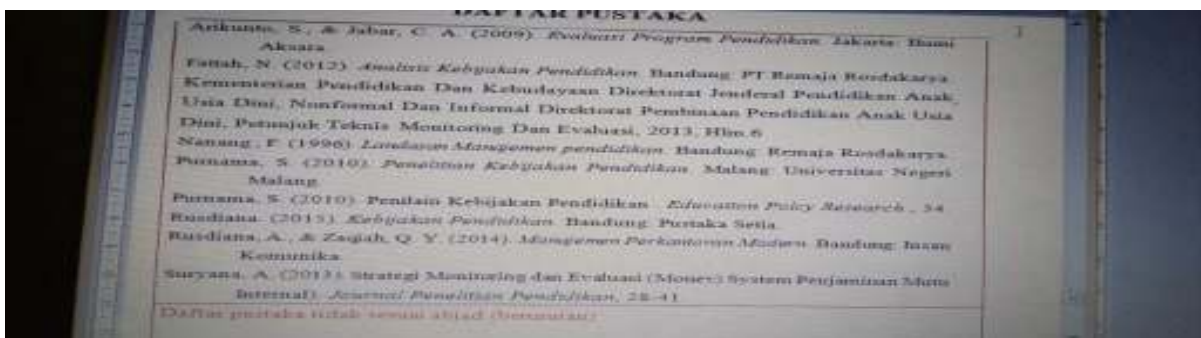 DAFTAR PUSTAKA
Arikunto, S., & Jabar, C. A. (2009). Evaluasi Program Pendidikan. Jakarta: Bumi
Aksara.
Fattah, N. (2012). Analisis Kebijakan Pendidikan. Bandung: PT Remaja Rosdakarya.
Kementerian Pendidikan Dan Kebudayaan Direktorat Jenderal Pendidikan Anak
Usia Dini, Nonformal Dan Informal Direktorat Pembinaan Pendidikan Anak Usia
Dini, Petunjuk Teknis Monitoring Dan Evaluasi, 2013, Hlm.6
Nanang, F. (1996). Landasan Manajemen pendidikan. Bandung: Remaja Rosdakarya.
Purnama, S. (2010). Penelitian Kebijakan Pendidikan. Malang: Universitas Negeri
Malang.
Purnama, S. (2010). Penilain Kebijakan Pendidikan. Education Policy Research, 34.
Rusdiana. (2015). Kebijakan Pendidikan. Bandung: Pustaka Setia.
Rusdiana, A., & Zaqiah, Q. Y. (2014). Manajemen Perkantoran Modern. Bandung: Insan
Komunika.
Suryana, A. (2013). Strategi Monitoring dan Evaluasi (Monev) System Penjaminan Mutu
Internal). Journal Penelitian Pendidikan, 28-41.
Daftar pustaka tidak sesuai abjad (berurutan)